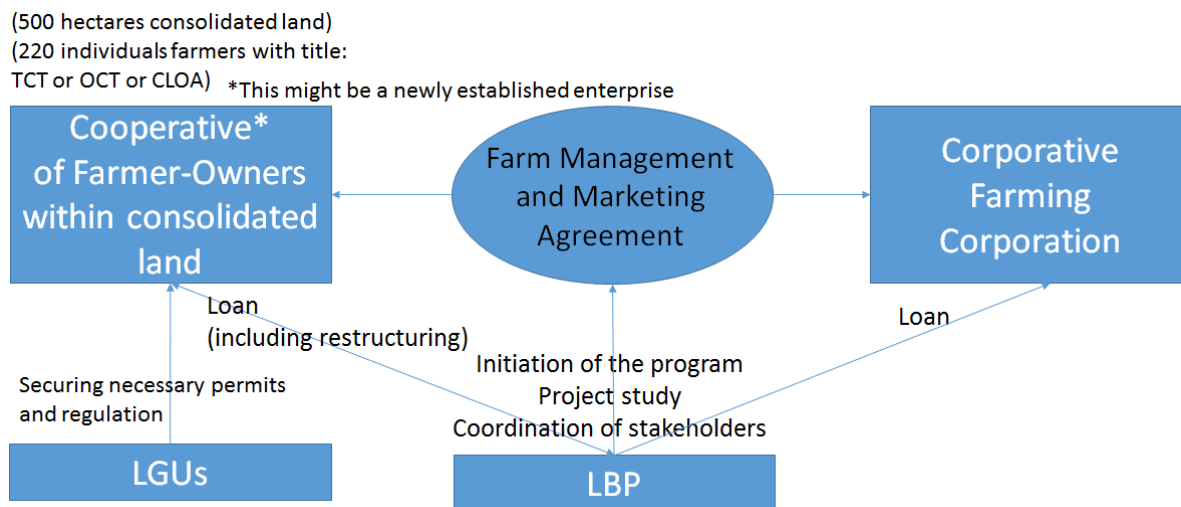 (500 hectares consolidated land)
(220 individuals farmers with title:
TCT or OCT or CLOA)
*This might be a newly established enterprise
Cooperative*
of Farmer-Owners
within consolidated
land
Farm Management
and Marketing
Agreement
Corporative
Farming
Corporation
Loan
(including restructuring)
Loan
Initiation of the program
Project study
Coordination of stakeholders
Securing necessary permits
and regulation
LGUs
LBP